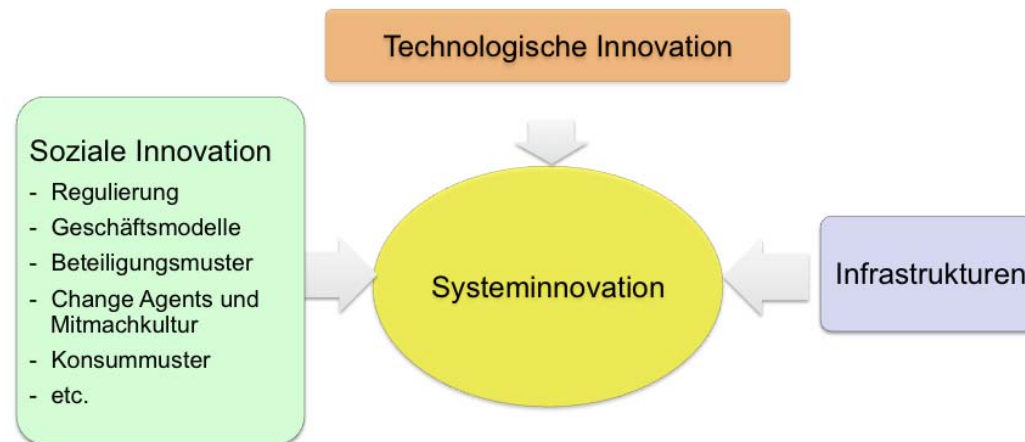 Technologische Innovation
Soziale Innovation
- Regulierung
- Geschäftsmodelle
- Beteiligungsmuster
- Change Agents und
Mitmachkultur
- Konsummuster
- etc.
Systeminnovation
Infrastrukturen